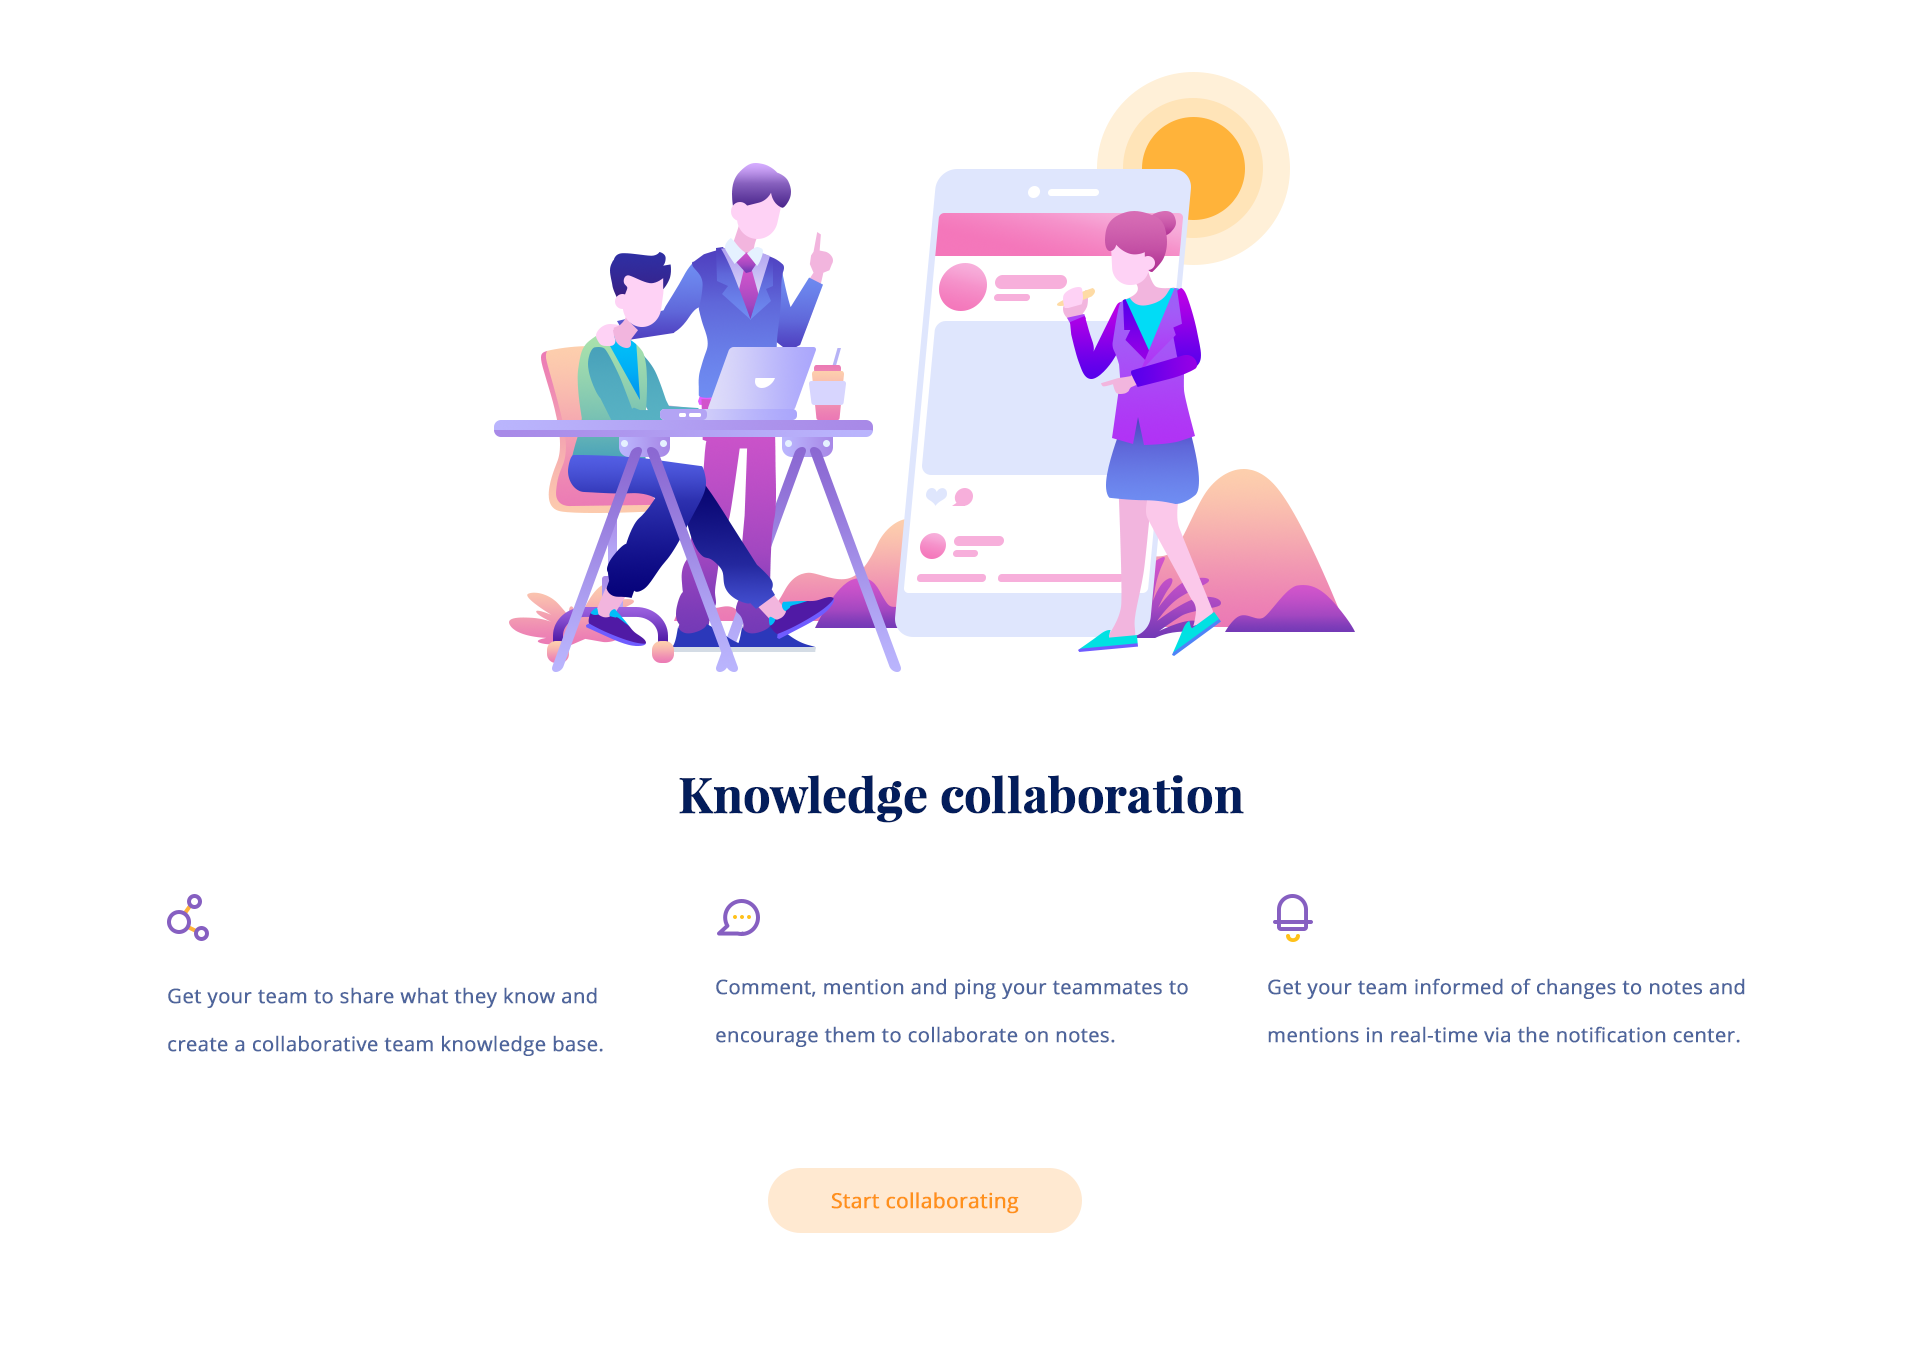 Knowledge collaboration
Get your team to share what they know and
create a collaborative team knowledge base.
Comment, mention and ping your teammates to
encourage them to collaborate on notes.
Get your team informed of changes to notes and
mentions in real-time via the notification center.
Start collaborating